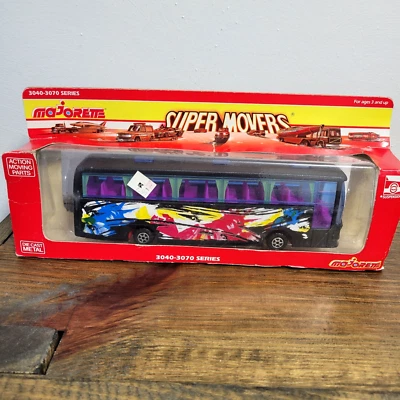 3040-3070 SERIES
majorette
SUPER MOVERS®
For ages 3 and up
ACTION
MOVING
PARTS
DIE-CAST
METAL
3040-3070 SERIES
majorette